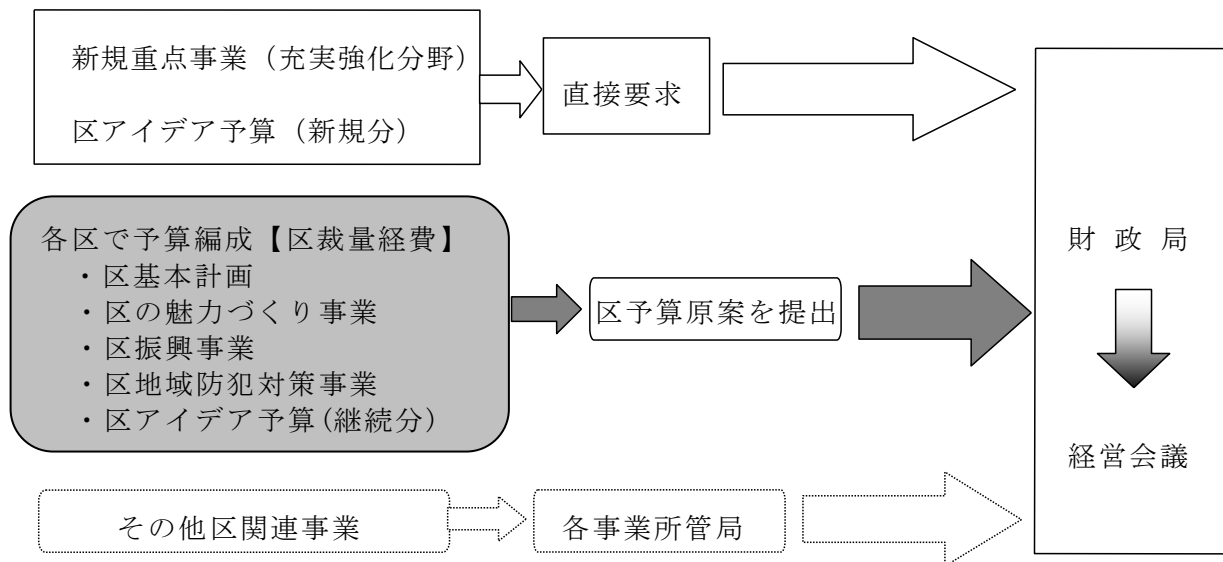 新規重点事業（充実強化分野）
区アイデア予算（新規分）
直接要求
各区で予算編成【区裁量経費】
・区基本計画
・区の魅力づくり事業
・区振興事業
・区地域防犯対策事業
・区アイデア予算(継続分)
区予算原案を提出
その他区関連事業
各事業所管局
財政局
経営会議